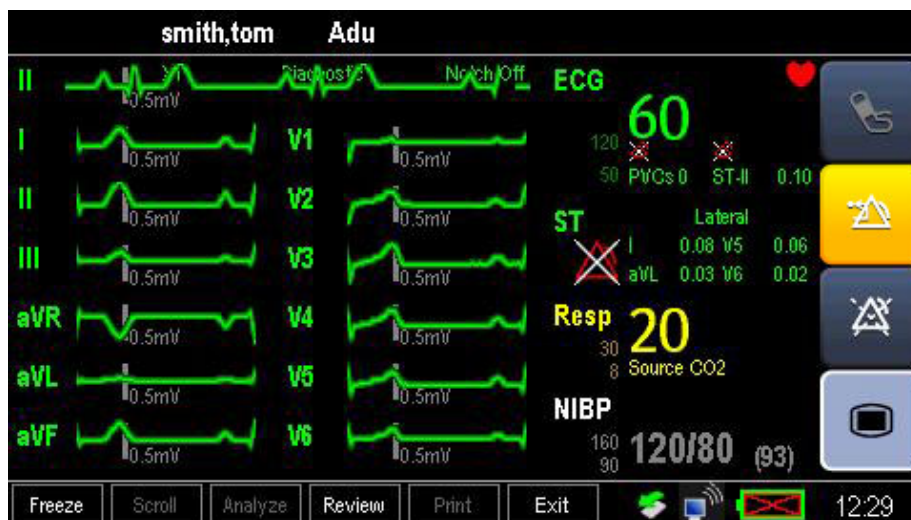 smith,tom Adu
II X1 Diagnostic Notch Off
0.5mV
I 0.5mV V1 0.5mV
II 0.5mV V2 0.5mV
III 0.5mV V3 0.5mV
aVR 0.5mV V4 0.5mV
aVL 0.5mV V5 0.5mV
aVF 0.5mV V6 0.5mV
ECG
60
120
50 PVCs 0 ST-II 0.10
ST Lateral
I 0.08 V5 0.06
aVL 0.03 V6 0.02
Resp 20
30
8 Source CO2
NIBP
160 120/80 (93)
90
Freeze Scroll Analyze Review Print Exit 12:29